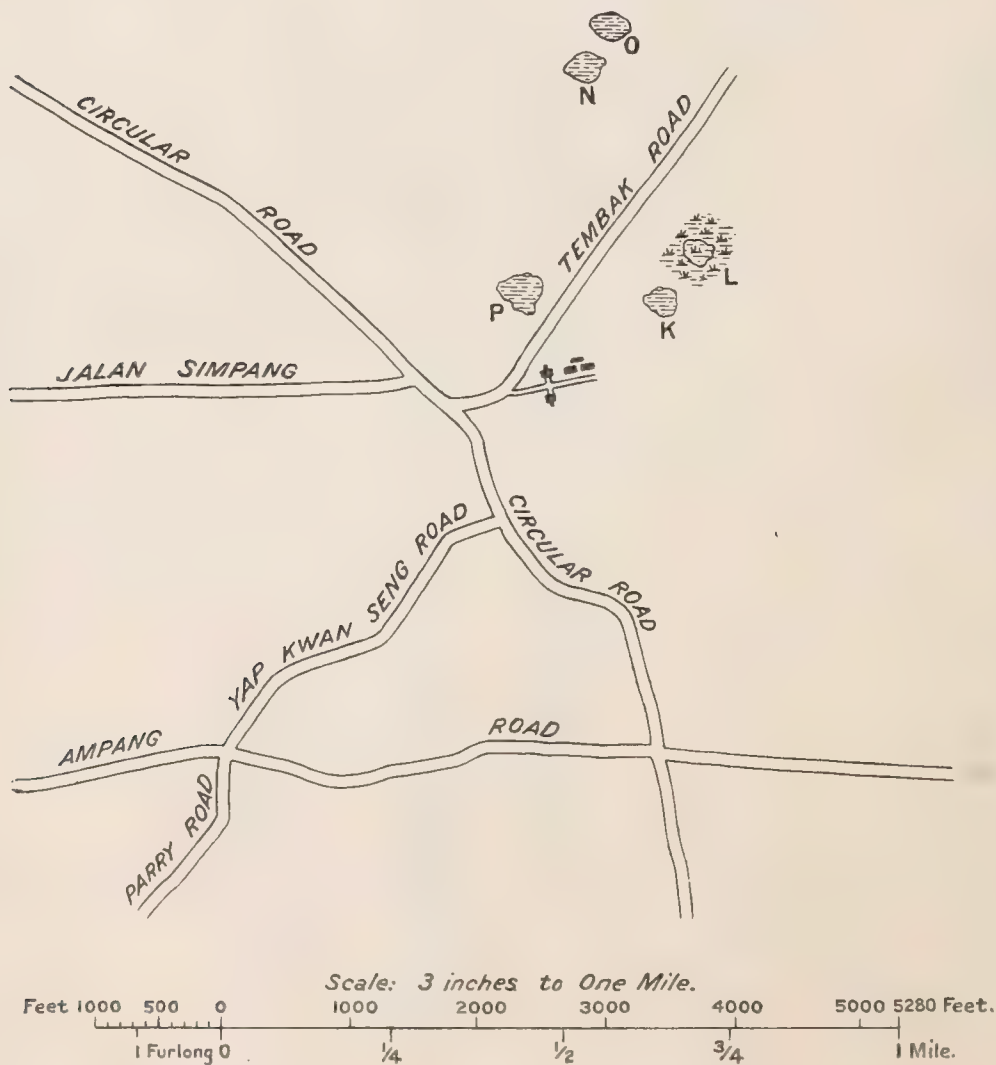 O
N
CIRCULAR ROAD
TEMBAK ROAD
L
P
K
JALAN SIMPANG
CIRCULAR ROAD
YAP KWAN SENG ROAD
AMPANG ROAD
PARRY ROAD
Scale: 3 inches to One Mile.
Feet 1000 500 0 1000 2000 3000 4000 5000 5280 Feet.
1 Furlong 0 1/4 1/2 3/4 1 Mile.